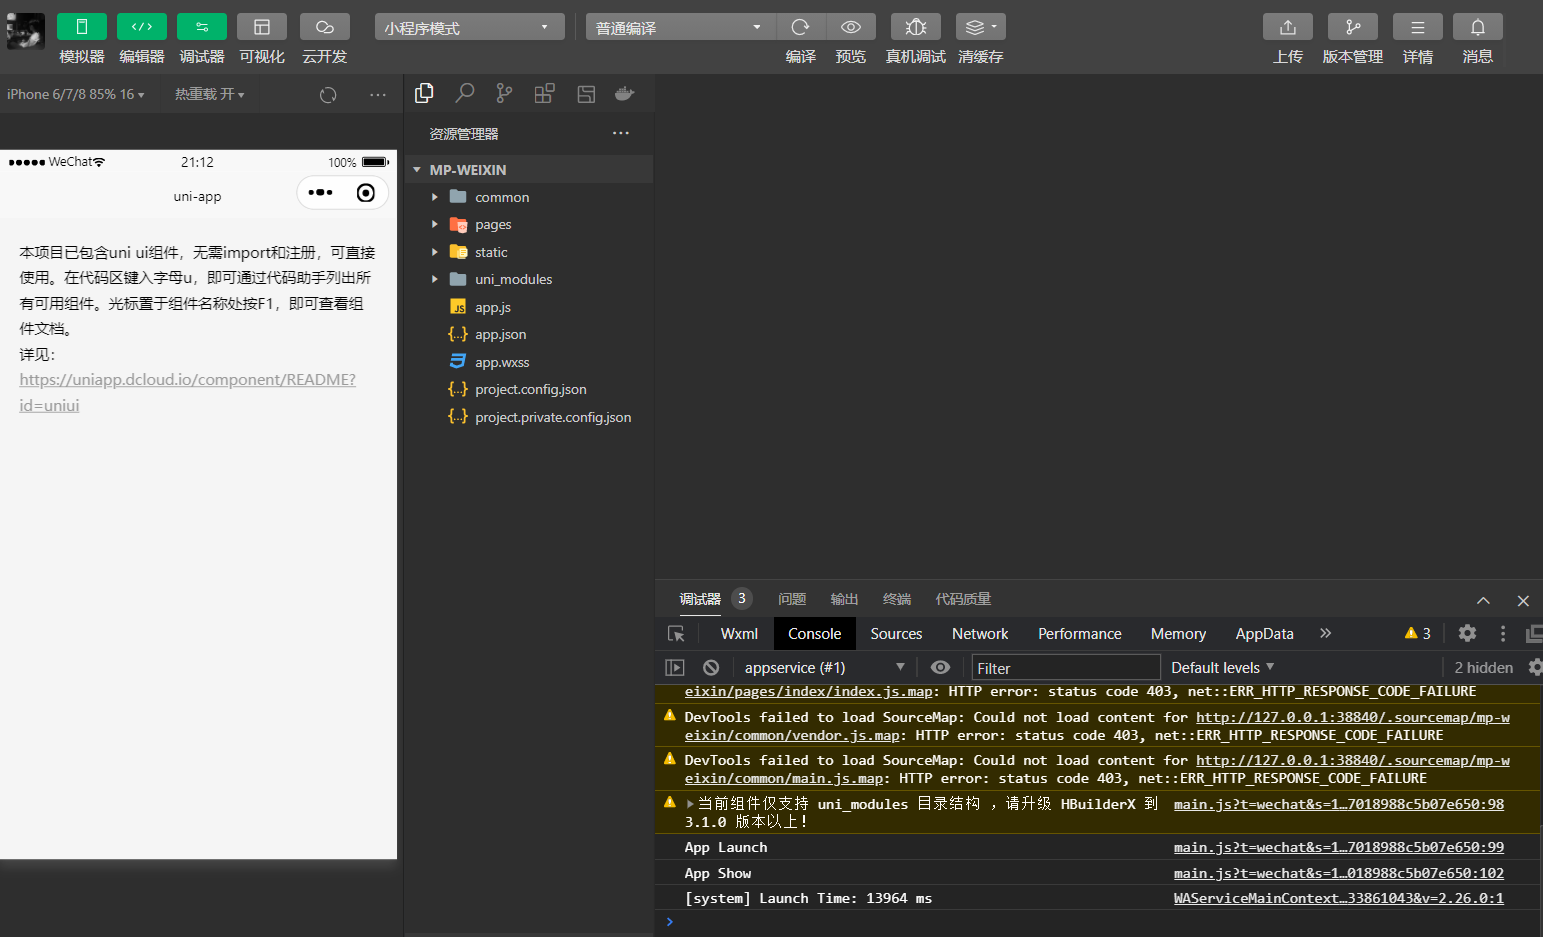 模拟器
编辑器
调试器
可视化
云开发
小程序模式
普通编译
编译
预览
真机调试
清缓存
上传
版本管理
详情
消息
iPhone 6/7/8 85% 16
热重载 开
资源管理器
MP-WEIXIN
common
pages
static
uni_modules
app.js
app.json
app.wxss
project.config.json
project.private.config.json
WeChat
21:12
100%
uni-app
本项目已包含uni ui组件，无需import和注册，可直接
使用。在代码区键入字母u，即可通过代码助手列出所
有可用组件。光标置于组件名称处按F1，即可查看组
件文档。
详见：
https://uniapp.dcloud.io/component/README?
id=uniui
调试器 3 问题 输出 终端 代码质量
Wxml Console Sources Network Performance Memory AppData 3
appservice (#1) Filter Default levels 2 hidden
eixin/pages/index/index.js.map: HTTP error: status code 403, net::ERR_HTTP_RESPONSE_CODE_FAILURE
DevTools failed to load SourceMap: Could not load content for http://127.0.0.1:38840/.sourcemap/mp-w
eixin/common/vendor.js.map: HTTP error: status code 403, net::ERR_HTTP_RESPONSE_CODE_FAILURE
DevTools failed to load SourceMap: Could not load content for http://127.0.0.1:38840/.sourcemap/mp-w
eixin/common/main.js.map: HTTP error: status code 403, net::ERR_HTTP_RESPONSE_CODE_FAILURE
当前组件仅支持 uni_modules 目录结构 ，请升级 HBuilderX 到 main.js?t=wechat&s=1…7018988c5b07e650:98
3.1.0 版本以上！
App Launch main.js?t=wechat&s=1…7018988c5b07e650:99
App Show main.js?t=wechat&s=1…018988c5b07e650:102
[system] Launch Time: 13964 ms WAServiceMainContext…33861043&v=2.26.0:1